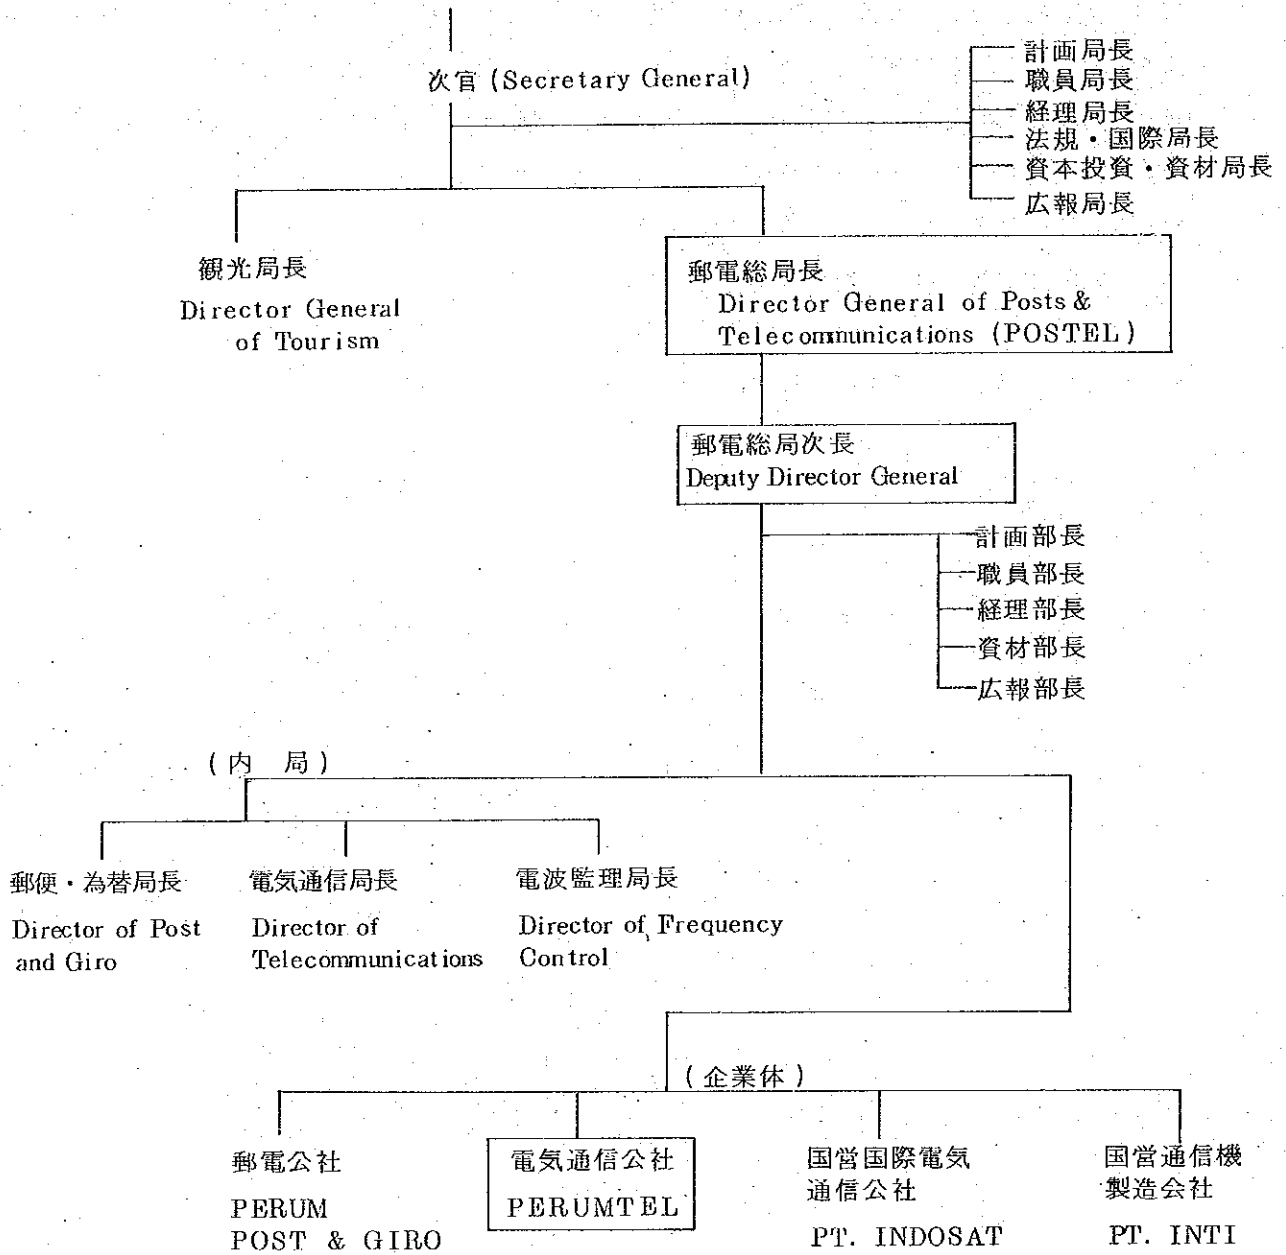 次官 (Secretary General)
計画局長
職員局長
経理局長
法規・国際局長
資本投資・資材局長
広報局長
観光局長
Director General
of Tourism
郵電総局長
Director General of Posts &
Telecommunications (POSTEL)
郵電総局次長
Deputy Director General
計画部長
職員部長
経理部長
資材部長
広報部長
(内 局)
郵便・為替局長
Director of Post
and Giro
電気通信局長
Director of
Telecommunications
電波監理局長
Director of Frequency
Control
(企業体)
郵電公社
PERUM
POST & GIRO
電気通信公社
PERUMTEL
国営国際電気
通信公社
PT. INDOSAT
国営通信機
製造会社
PT. INTI